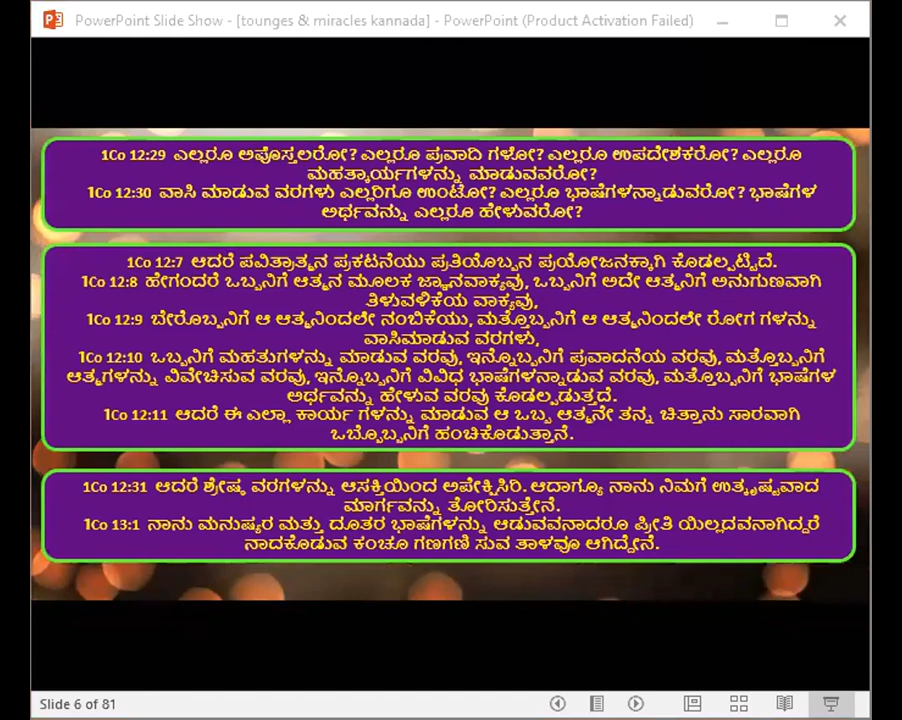 PowerPoint Slide Show - [tounges & miracles kannada] - PowerPoint (Product Activation Failed)
1Co 12:29 ಎಲ್ಲರೂ ಅಪೊಸ್ತಲರೋ? ಎಲ್ಲರೂ ಪ್ರವಾದಿ ಗಳೋ? ಎಲ್ಲರೂ ಉಪದೇಶಕರೋ? ಎಲ್ಲರೂ
ಮಹತ್ಕಾರ್ಯಗಳನ್ನು ಮಾಡುವವರೋ?
1Co 12:30 ವಾಸಿ ಮಾಡುವ ವರಗಳು ಎಲ್ಲರಿಗೂ ಉಂಟೋ? ಎಲ್ಲರೂ ಭಾಷೆಗಳನ್ನಾಡುವರೋ? ಭಾಷೆಗಳ
ಅರ್ಥವನ್ನು ಎಲ್ಲರೂ ಹೇಳುವರೋ?
1Co 12:7 ಆದರೆ ಪವಿತ್ರಾತ್ಮನ ಪ್ರಕಟನೆಯು ಪ್ರತಿಯೊಬ್ಬನ ಪ್ರಯೋಜನಕ್ಕಾಗಿ ಕೊಡಲ್ಪಟ್ಟಿದೆ.
1Co 12:8 ಹೇಗಂದರೆ ಒಬ್ಬನಿಗೆ ಆತ್ಮನ ಮೂಲಕ ಜ್ಞಾನವಾಕ್ಯವು, ಒಬ್ಬನಿಗೆ ಅದೇ ಆತ್ಮನಿಗೆ ಅನುಗುಣವಾಗಿ
ತಿಳುವಳಿಕೆಯ ವಾಕ್ಯವು,
1Co 12:9 ಬೇರೊಬ್ಬನಿಗೆ ಆ ಆತ್ಮನಿಂದಲೇ ನಂಬಿಕೆಯು, ಮತ್ತೊಬ್ಬನಿಗೆ ಆ ಆತ್ಮನಿಂದಲೇ ರೋಗ ಗಳನ್ನು
ವಾಸಿಮಾಡುವ ವರಗಳು,
1Co 12:10 ಒಬ್ಬನಿಗೆ ಮಹತುಗಳನ್ನು ಮಾಡುವ ವರವು, ಇನ್ನೊಬ್ಬನಿಗೆ ಪ್ರವಾದನೆಯ ವರವು, ಮತ್ತೊಬ್ಬನಿಗೆ
ಆತ್ಮಗಳನ್ನು ವಿವೇಚಿಸುವ ವರವು, ಇನ್ನೊಬ್ಬನಿಗೆ ವಿವಿಧ ಭಾಷೆಗಳನ್ನಾಡುವ ವರವು, ಮತ್ತೊಬ್ಬನಿಗೆ ಭಾಷೆಗಳ
ಅರ್ಥವನ್ನು ಹೇಳುವ ವರವು ಕೊಡಲ್ಪಡುತ್ತದೆ.
1Co 12:11 ಆದರೆ ಈ ಎಲ್ಲಾ ಕಾರ್ಯ ಗಳನ್ನು ಮಾಡುವ ಆ ಒಬ್ಬ ಆತ್ಮನೇ ತನ್ನ ಚಿತ್ತಾನು ಸಾರವಾಗಿ
ಒಬ್ಬೊಬ್ಬನಿಗೆ ಹಂಚಿಕೊಡುತ್ತಾನೆ.
1Co 12:31 ಆದರೆ ಶ್ರೇಷ್ಠ ವರಗಳನ್ನು ಆಸಕ್ತಿಯಿಂದ ಅಪೇಕ್ಷಿಸಿರಿ. ಆದಾಗ್ಯೂ ನಾನು ನಿಮಗೆ ಉತ್ಕೃಷ್ಟವಾದ
ಮಾರ್ಗವನ್ನು ತೋರಿಸುತ್ತೇನೆ.
1Co 13:1 ನಾನು ಮನುಷ್ಯರ ಮತ್ತು ದೂತರ ಭಾಷೆಗಳನ್ನು ಆಡುವವನಾದರೂ ಪ್ರೀತಿ ಯಿಲ್ಲದವನಾಗಿದ್ದರೆ
ನಾದಕೊಡುವ ಕಂಚೂ ಗಣಗಣಿ ಸುವ ತಾಳವೂ ಆಗಿದ್ದೇನೆ.
Slide 6 of 81